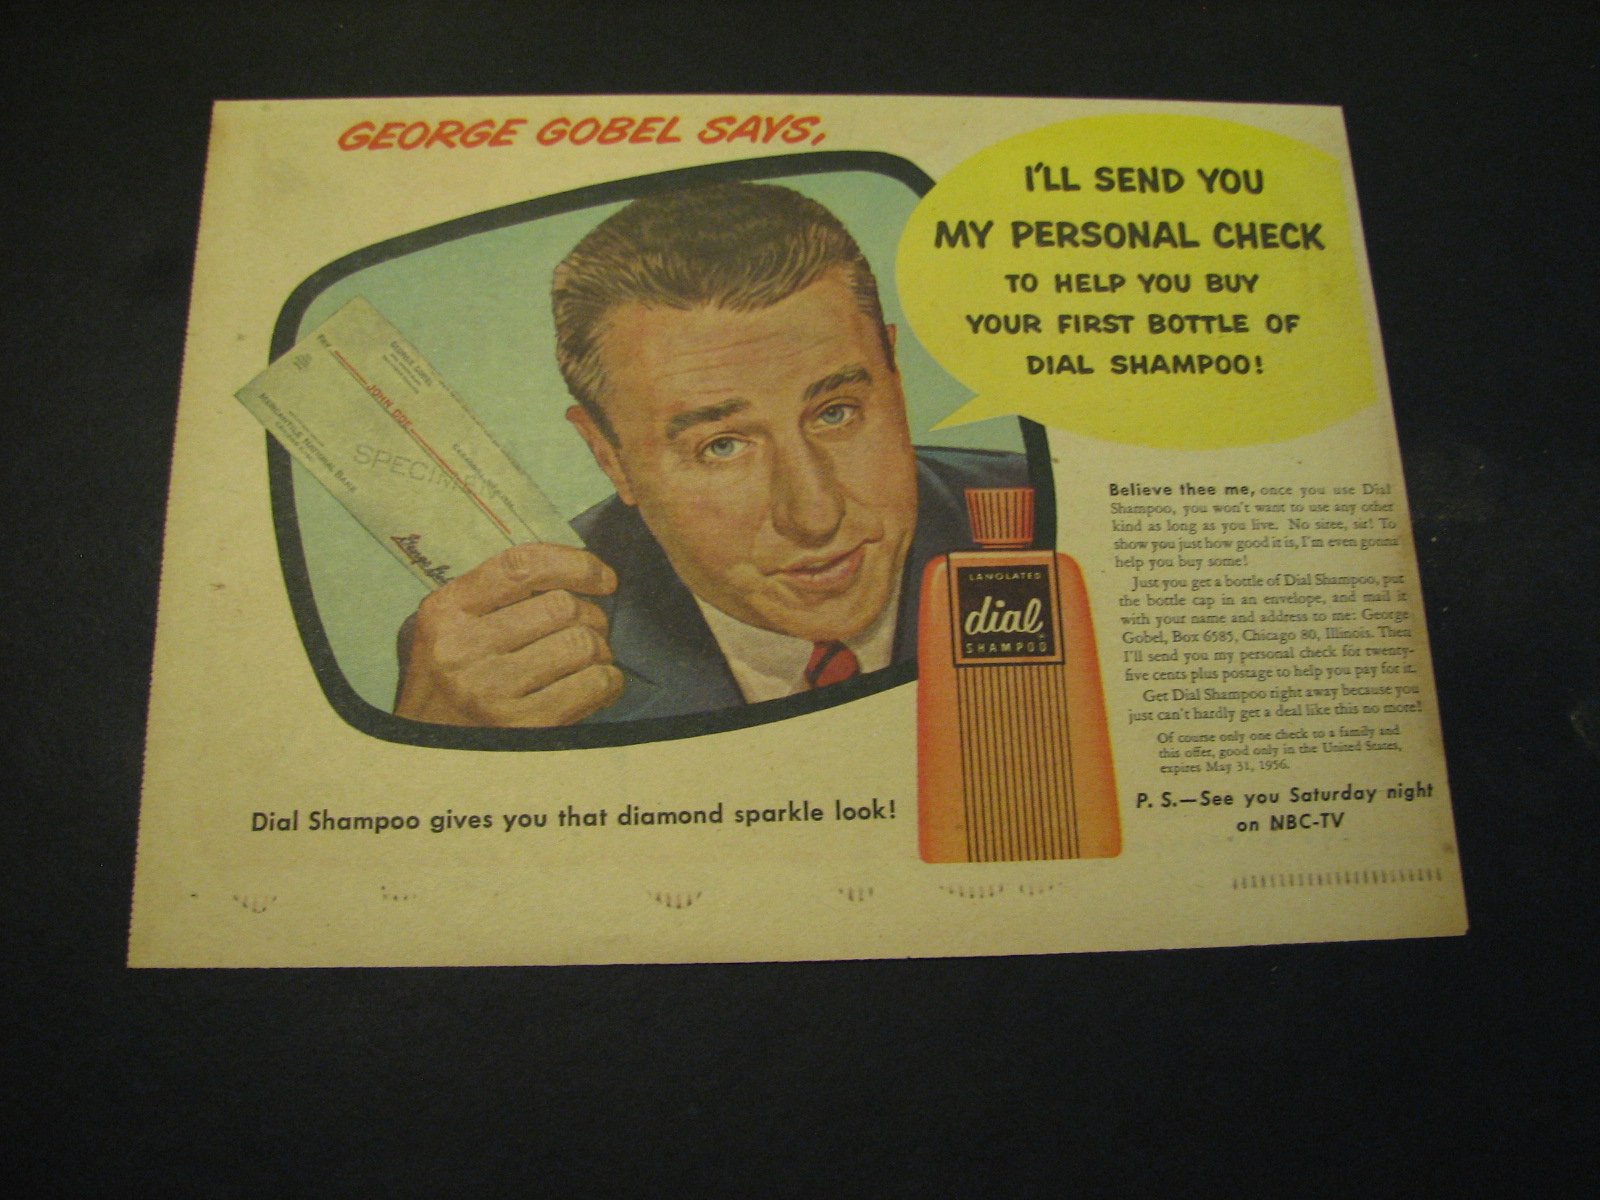 GEORGE GOBEL SAYS,
I'LL SEND YOU
MY PERSONAL CHECK
TO HELP YOU BUY
YOUR FIRST BOTTLE OF
DIAL SHAMPOO!
GEORGE GOBEL
PAY
JOHN DOE
SPECIMEN
MERCANTILE NATIONAL BANK
George
Believe thee me, once you use Dial
Shampoo, you won't want to use any other
kind as long as you live. No siree, sir! To
show you just how good it is, I'm even gonna
help you buy some!
Just you get a bottle of Dial Shampoo, put
the bottle cap in an envelope, and mail it
with your name and address to me: George
Gobel, Box 6585, Chicago 80, Illinois. Then
I'll send you my personal check for twenty-
five cents plus postage to help you pay for it.
Get Dial Shampoo right away because you
just can't hardly get a deal like this no more!
Of course only one check to a family and
this offer, good only in the United States,
expires May 31, 1956.
P. S.—See you Saturday night
on NBC-TV
LANOLATED
dial
SHAMPOO
Dial Shampoo gives you that diamond sparkle look!